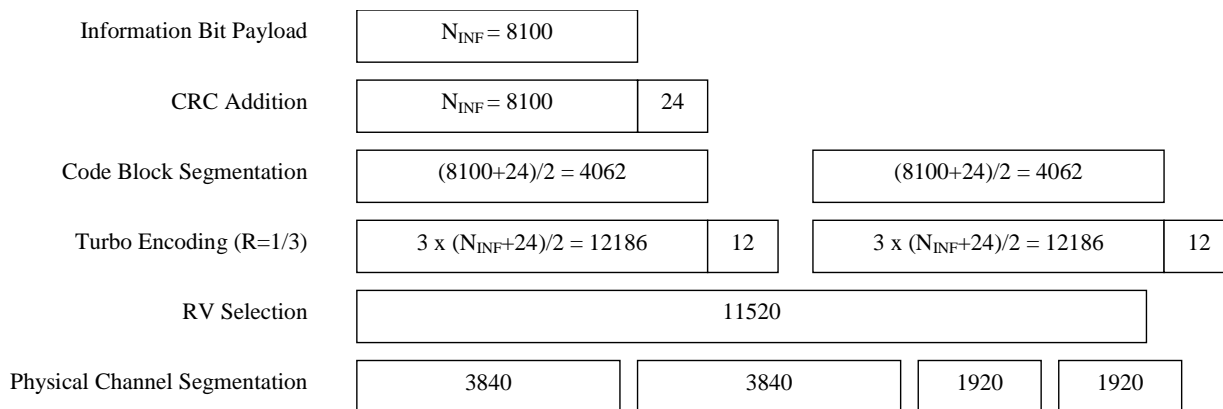 Information Bit Payload N_INF = 8100
CRC Addition N_INF = 8100 24
Code Block Segmentation (8100+24)/2 = 4062 (8100+24)/2 = 4062
Turbo Encoding (R=1/3) 3 x (N_INF+24)/2 = 12186 12 3 x (N_INF+24)/2 = 12186 12
RV Selection 11520
Physical Channel Segmentation 3840 3840 1920 1920